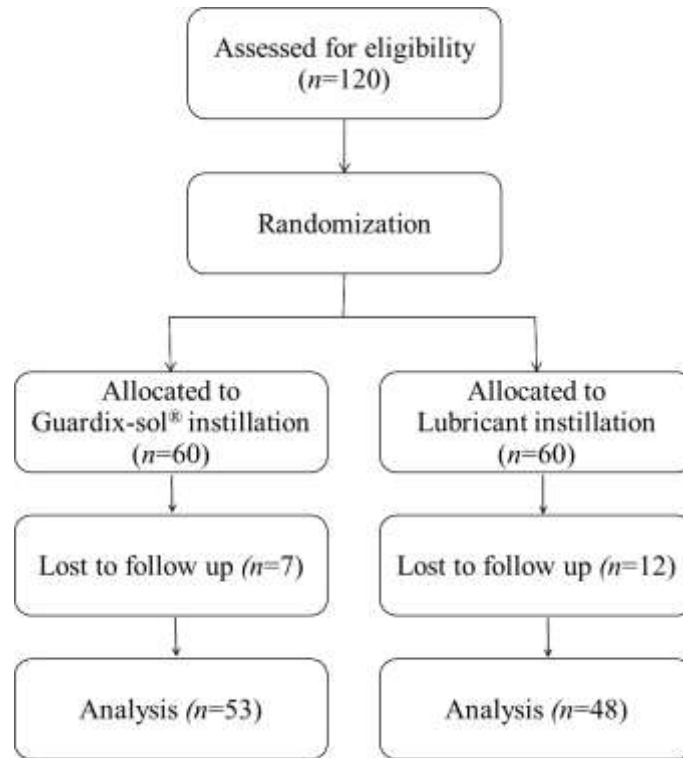 Assessed for eligibility
(n=120)
Randomization
Allocated to
Guardix-sol® instillation
(n=60)
Allocated to
Lubricant instillation
(n=60)
Lost to follow up (n=7)
Lost to follow up (n=12)
Analysis (n=53)
Analysis (n=48)